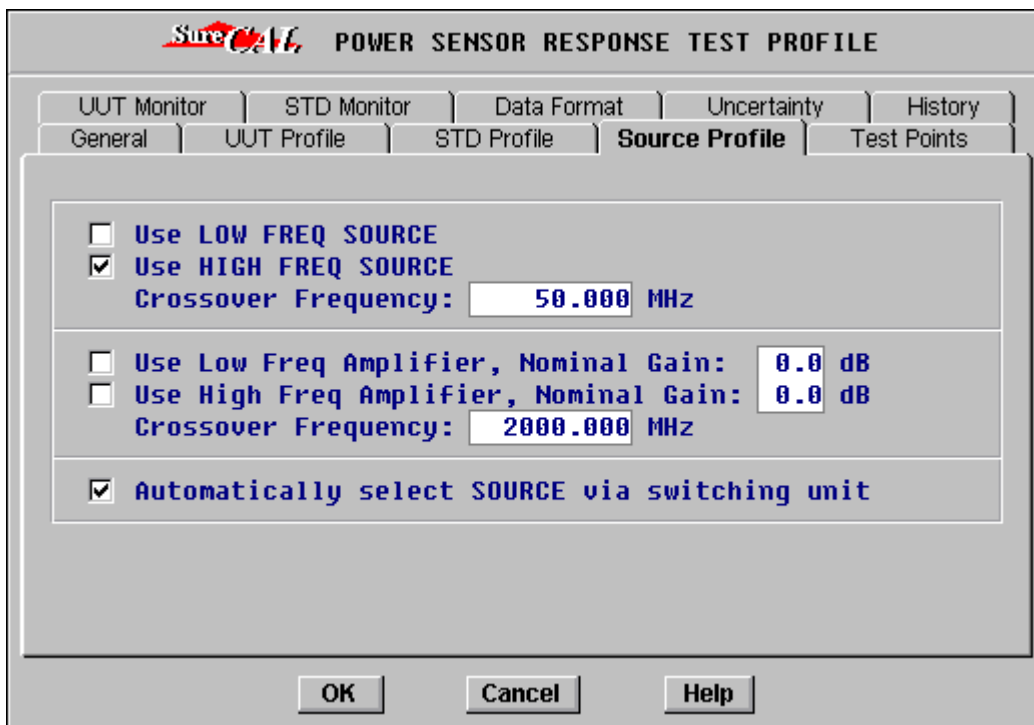 SureCAL POWER SENSOR RESPONSE TEST PROFILE
UUT Monitor STD Monitor Data Format Uncertainty History
General UUT Profile STD Profile Source Profile Test Points
Use LOW FREQ SOURCE
Use HIGH FREQ SOURCE
Crossover Frequency: 50.000 MHz
Use Low Freq Amplifier, Nominal Gain: 0.0 dB
Use High Freq Amplifier, Nominal Gain: 0.0 dB
Crossover Frequency: 2000.000 MHz
Automatically select SOURCE via switching unit
OK Cancel Help